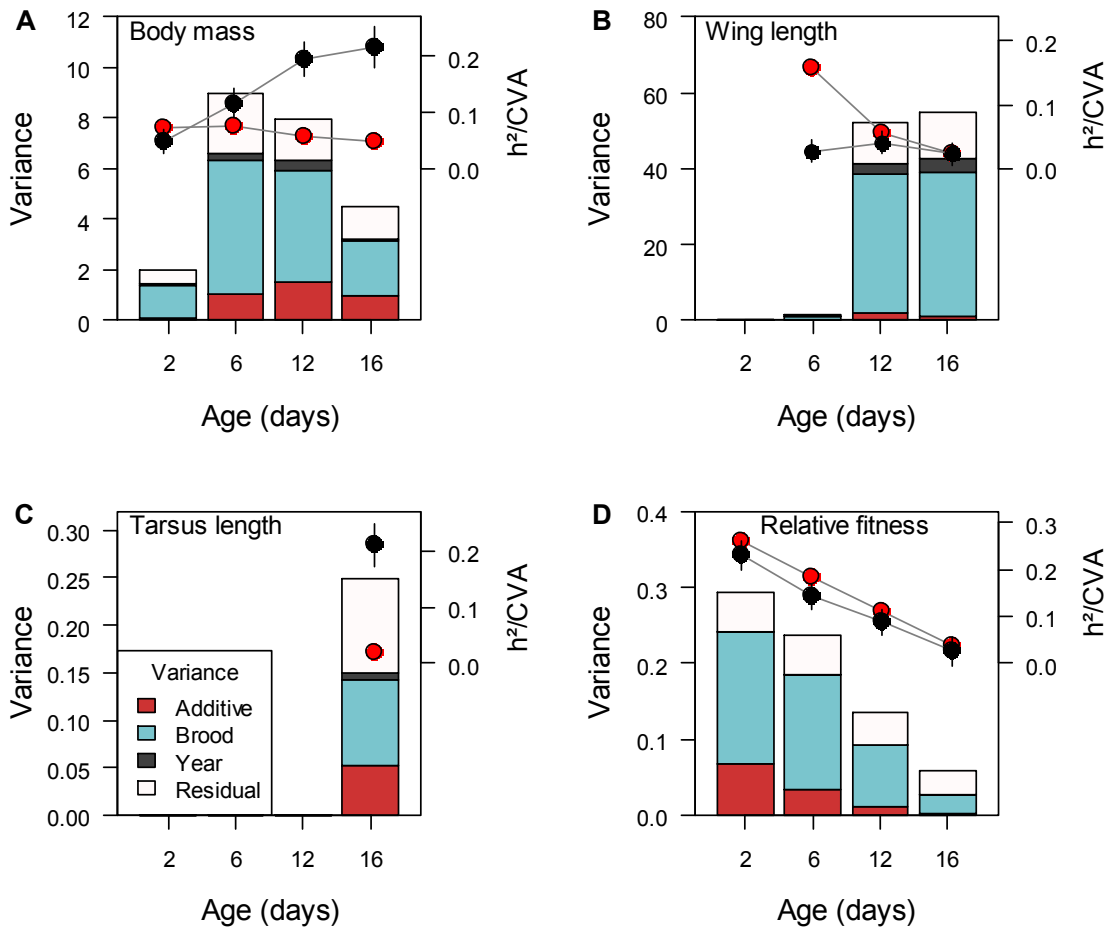 A
Body mass
12
10
8
6
4
2
0
Variance
0.2
0.1
0.0
h²/CVA
2 6 12 16
Age (days)
B
Wing length
80
60
40
20
0
Variance
0.2
0.1
0.0
h²/CVA
2 6 12 16
Age (days)
C
Tarsus length
0.30
0.25
0.20
0.15
0.10
0.05
0.00
Variance
Variance
Additive
Brood
Year
Residual
0.2
0.1
0.0
h²/CVA
2 6 12 16
Age (days)
D
Relative fitness
0.4
0.3
0.2
0.1
0.0
Variance
0.3
0.2
0.1
0.0
h²/CVA
2 6 12 16
Age (days)